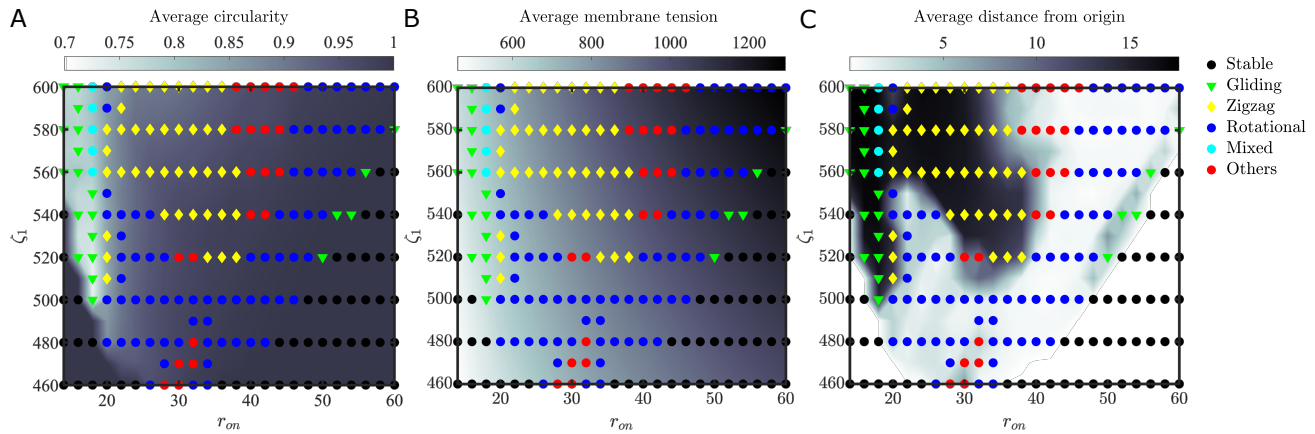 A
Average circularity
0.7 0.75 0.8 0.85 0.9 0.95 1
600
580
560
540
520
500
480
460
ζ1
20 30 40 50 60
r_on
B
Average membrane tension
600 800 1000 1200
600
580
560
540
520
500
480
460
ζ1
20 30 40 50 60
r_on
C
Average distance from origin
5 10 15
600
580
560
540
520
500
480
460
ζ1
20 30 40 50 60
r_on
Stable
Gliding
Zigzag
Rotational
Mixed
Others